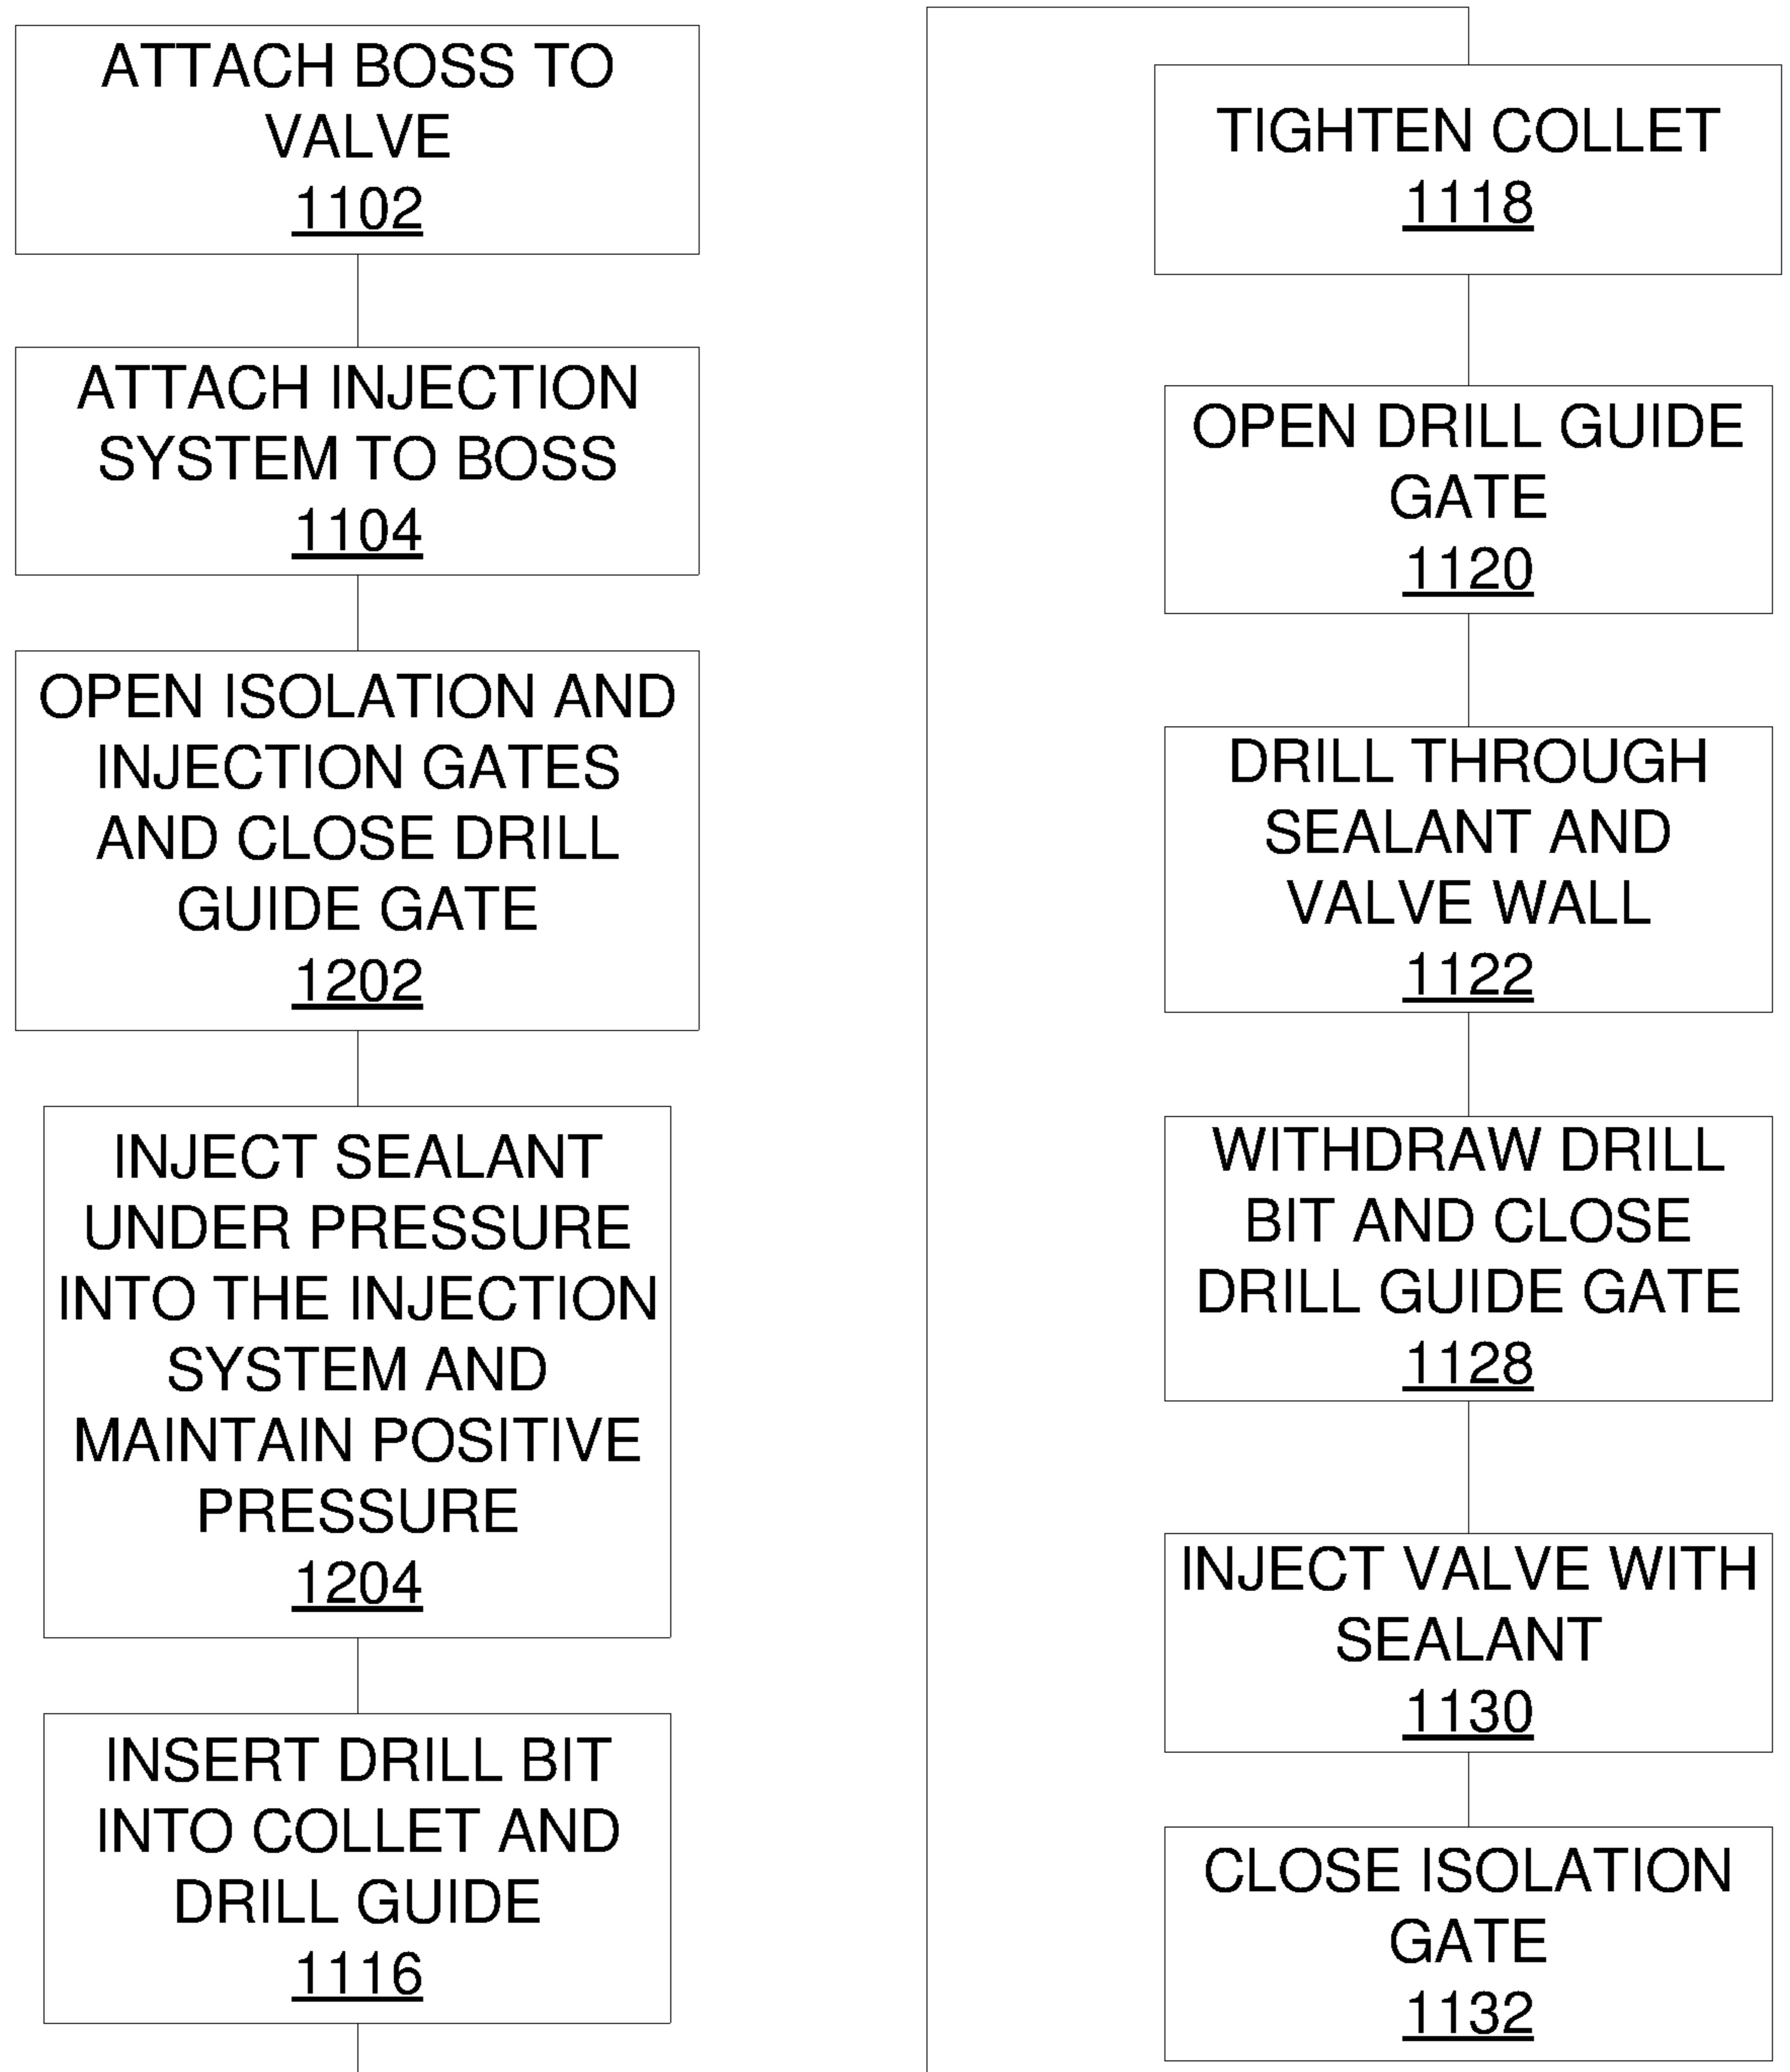 ATTACH BOSS TO
VALVE
1102
ATTACH INJECTION
SYSTEM TO BOSS
1104
OPEN ISOLATION AND
INJECTION GATES
AND CLOSE DRILL
GUIDE GATE
1202
INJECT SEALANT
UNDER PRESSURE
INTO THE INJECTION
SYSTEM AND
MAINTAIN POSITIVE
PRESSURE
1204
INSERT DRILL BIT
INTO COLLET AND
DRILL GUIDE
1116
TIGHTEN COLLET
1118
OPEN DRILL GUIDE
GATE
1120
DRILL THROUGH
SEALANT AND
VALVE WALL
1122
WITHDRAW DRILL
BIT AND CLOSE
DRILL GUIDE GATE
1128
INJECT VALVE WITH
SEALANT
1130
CLOSE ISOLATION
GATE
1132